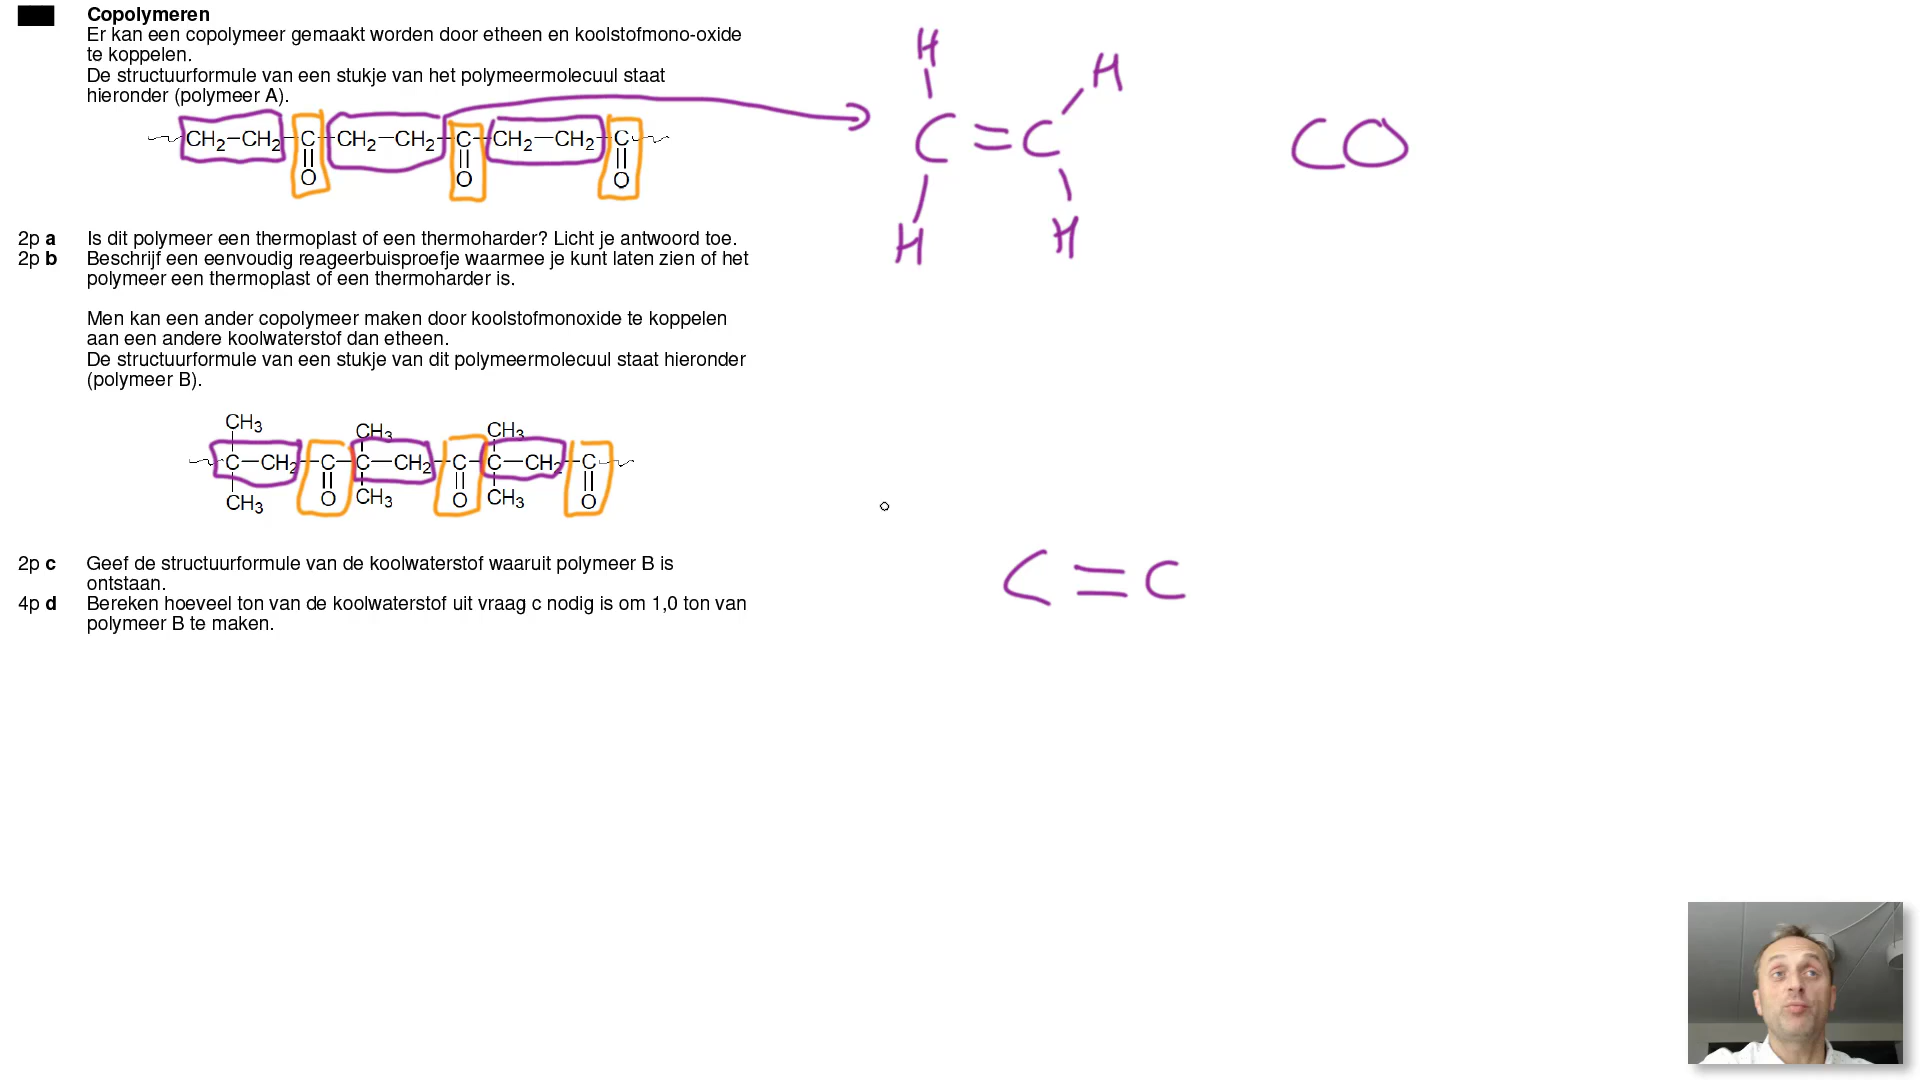 Copolymeren
Er kan een copolymeer gemaakt worden door etheen en koolstofmono-oxide
te koppelen.
De structuurformule van een stukje van het polymeermolecuul staat
hieronder (polymeer A).
CH2-CH2-C-CH2-CH2-C-CH2-CH2-C
O O O
H
H
C=C
H
H
CO
2p a Is dit polymeer een thermoplast of een thermoharder? Licht je antwoord toe.
2p b Beschrijf een eenvoudig reageerbuisproefje waarmee je kunt laten zien of het
polymeer een thermoplast of een thermoharder is.
Men kan een ander copolymeer maken door koolstofmonoxide te koppelen
aan een andere koolwaterstof dan etheen.
De structuurformule van een stukje van dit polymeermolecuul staat hieronder
(polymeer B).
CH3 CH3 CH3
C-CH2-C-C-CH2-C-C-CH2-C
CH3 O CH3 O CH3 O
C=C
2p c Geef de structuurformule van de koolwaterstof waaruit polymeer B is
ontstaan.
4p d Bereken hoeveel ton van de koolwaterstof uit vraag c nodig is om 1,0 ton van
polymeer B te maken.